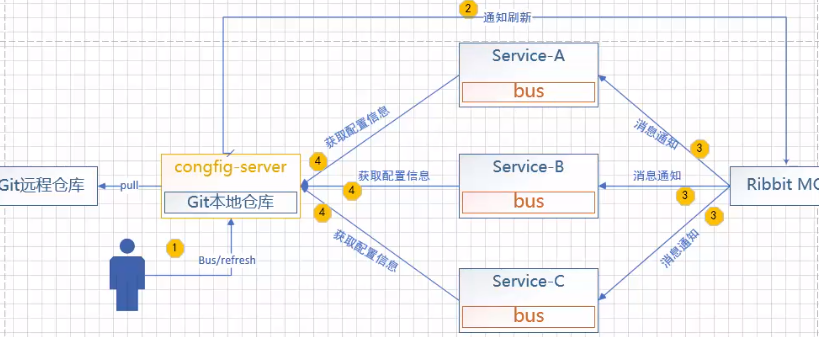 2
通知刷新
Service-A
bus
获取配置信息
消息通知
4
3
congfig-server
Git本地仓库
Git远程仓库
pull
4
获取配置信息
Service-B
bus
消息通知
3
Ribbit MQ
4
3
1
Bus/refresh
获取配置信息
消息通知
Service-C
bus